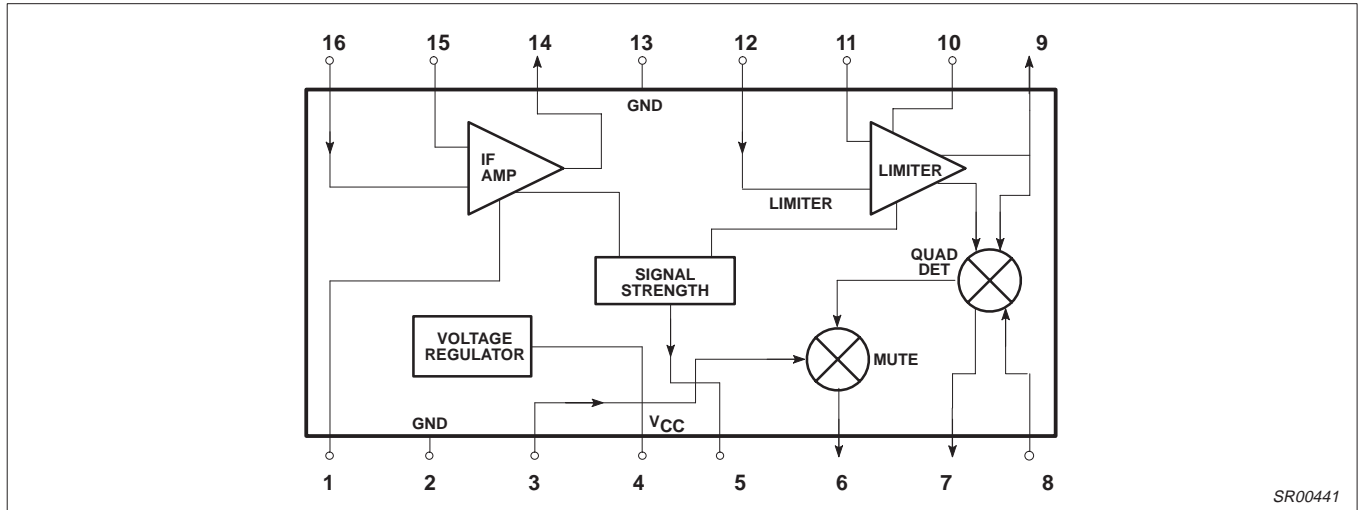 16 15 14 13 12 11 10 9
GND
IF
AMP
LIMITER
LIMITER
QUAD
DET
SIGNAL
STRENGTH
VOLTAGE
REGULATOR
MUTE
GND
VCC
1 2 3 4 5 6 7 8
SR00441